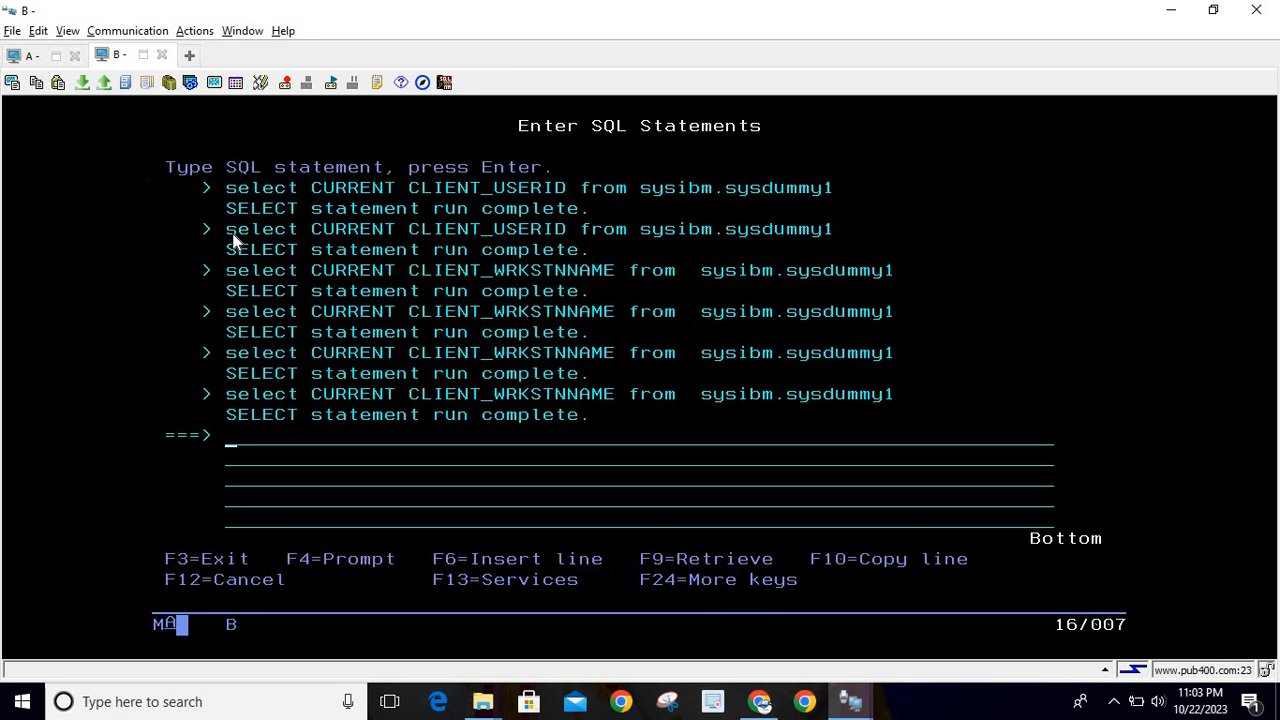 B -
File Edit View Communication Actions Window Help
A - B -
Enter SQL Statements
Type SQL statement, press Enter.
> select CURRENT CLIENT_USERID from sysibm.sysdummy1
SELECT statement run complete.
> select CURRENT CLIENT_USERID from sysibm.sysdummy1
SELECT statement run complete.
> select CURRENT CLIENT_WRKSTNNAME from  sysibm.sysdummy1
SELECT statement run complete.
> select CURRENT CLIENT_WRKSTNNAME from  sysibm.sysdummy1
SELECT statement run complete.
> select CURRENT CLIENT_WRKSTNNAME from  sysibm.sysdummy1
SELECT statement run complete.
> select CURRENT CLIENT_WRKSTNNAME from  sysibm.sysdummy1
SELECT statement run complete.
===>
Bottom
F3=Exit F4=Prompt F6=Insert line F9=Retrieve F10=Copy line
F12=Cancel F13=Services F24=More keys
MA B 16/007
www.pub400.com:23
Type here to search
11:03 PM
10/22/2023